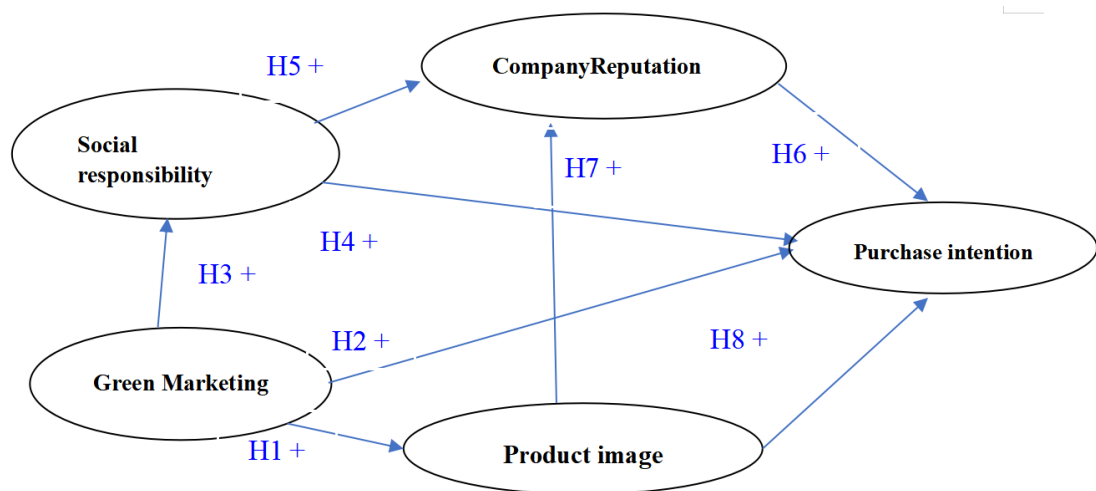 H5 +
CompanyReputation
Social
responsibility
H7 +
H6 +
H4 +
Purchase intention
H3 +
H2 +
H8 +
Green Marketing
H1 +
Product image